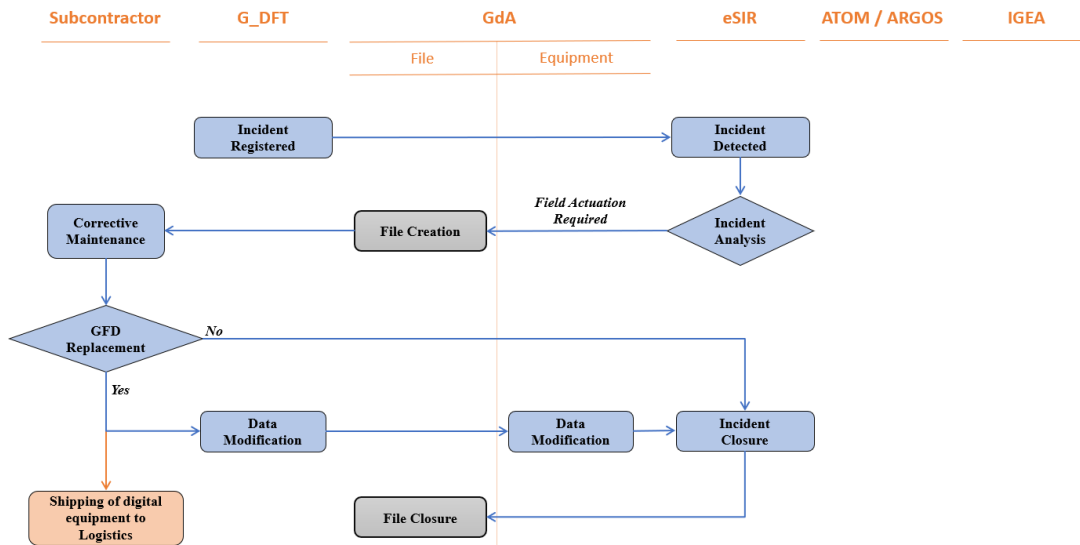 Subcontractor
G_DFT
GdA
eSIR
ATOM / ARGOS
IGEA
File
Equipment
Incident
Registered
Incident
Detected
Field Actuation
Required
Corrective
Maintenance
File Creation
Incident
Analysis
GFD
Replacement
No
Yes
Data
Modification
Data
Modification
Incident
Closure
Shipping of digital
equipment to
Logistics
File Closure